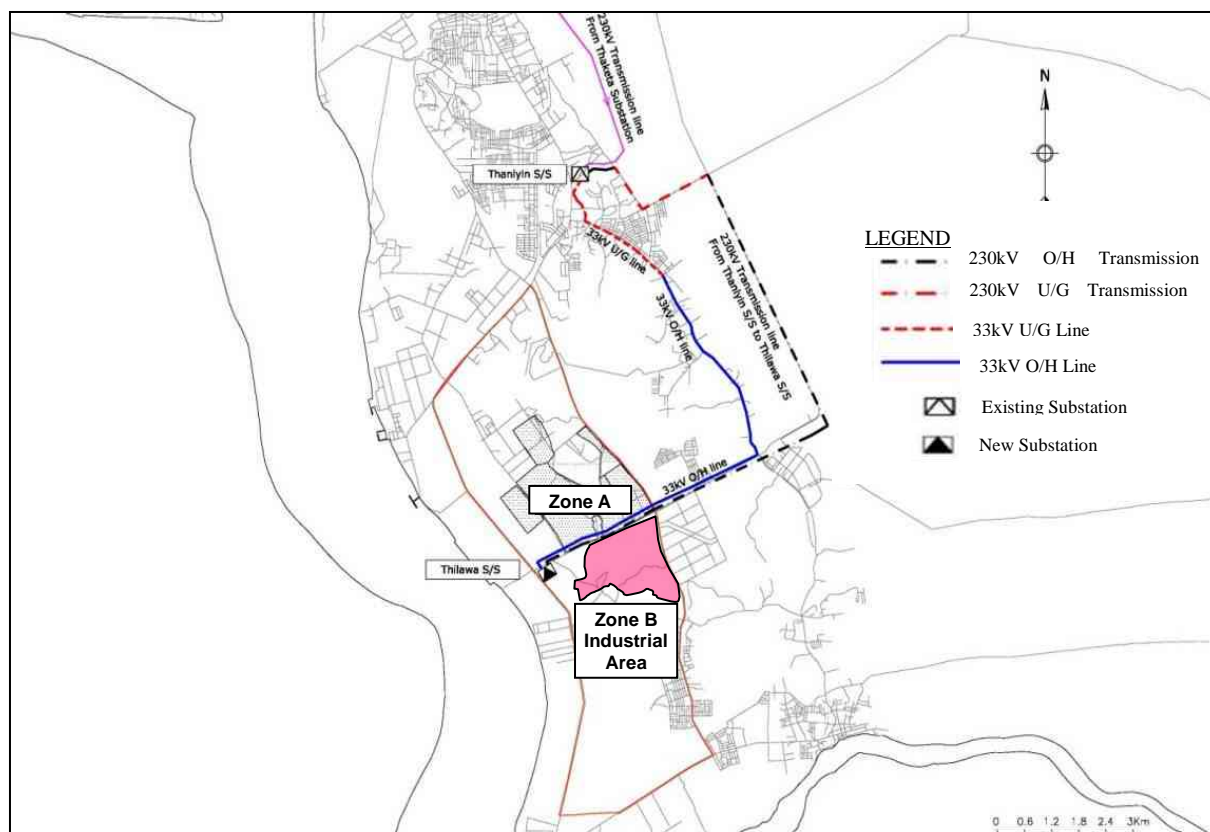 230kV Transmission line
From Thaketa Substation
N
Thanlyin S/S
33kV U/G line
33kV O/H line
230kV Transmission line
From Thanlyin S/S to Thilawa S/S
LEGEND
230kV O/H Transmission
230kV U/G Transmission
33kV U/G Line
33kV O/H Line
Existing Substation
New Substation
33kV O/H line
Zone A
Thilawa S/S
Zone B
Industrial
Area
0 0.6 1.2 1.8 2.4 3Km